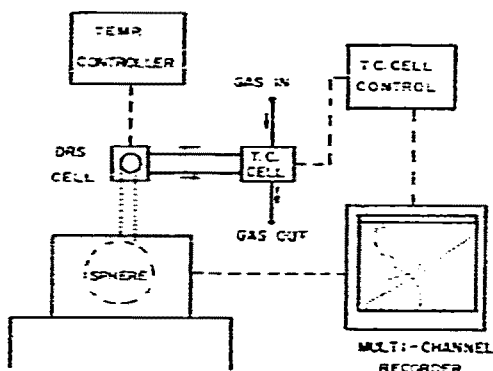 TEMP.
CONTROLLER
T.C. CELL
CONTROL
GAS IN
DRS
CELL
T.C.
CELL
GAS OUT
SPHERE
MULTI-CHANNEL
RECORDER